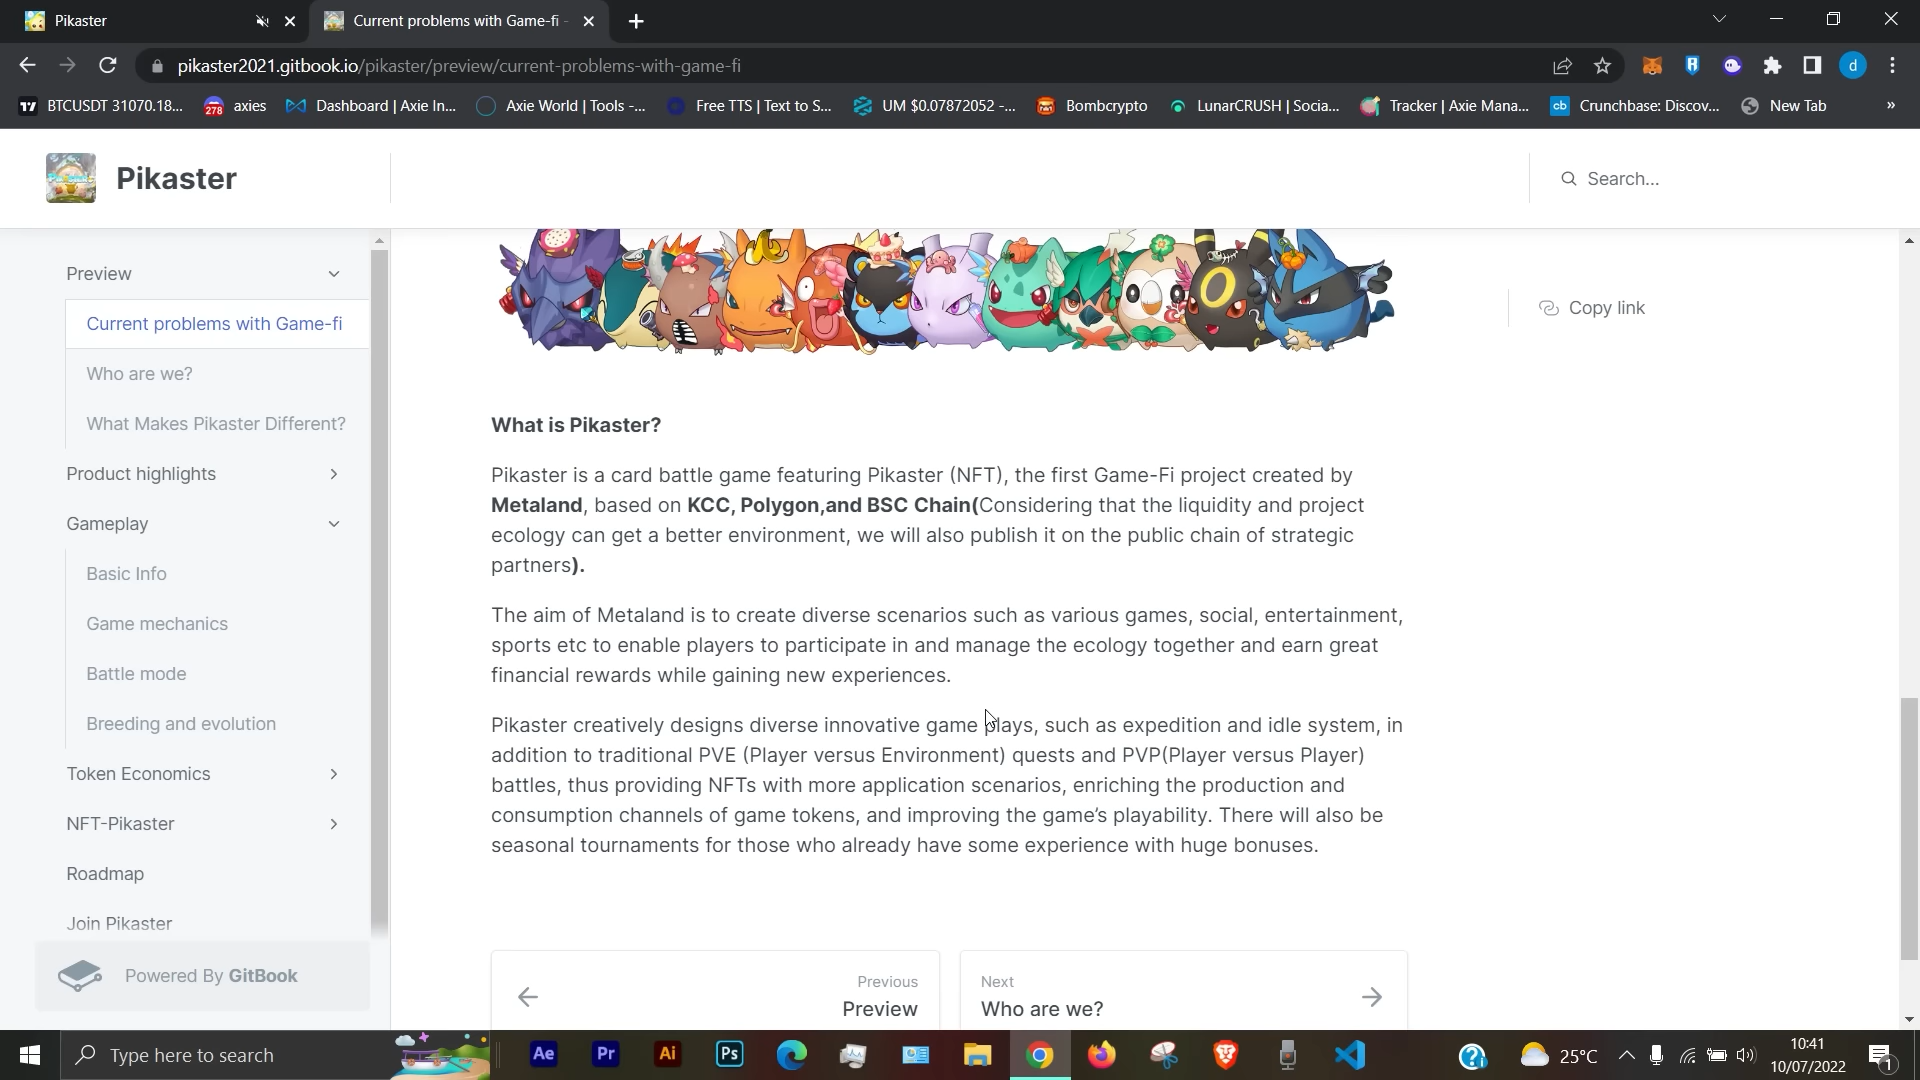 Pikaster
Current problems with Game-fi -
pikaster2021.gitbook.io/pikaster/preview/current-problems-with-game-fi
d
BTCUSDT 31070.18...
278
axies
Dashboard | Axie In...
Axie World | Tools -...
Free TTS | Text to S...
UM $0.07872052 -...
Bombcrypto
LunarCRUSH | Socia...
Tracker | Axie Mana...
cb
Crunchbase: Discov...
New Tab
»
Pikaster
Search...
Preview
Current problems with Game-fi
Who are we?
What Makes Pikaster Different?
Product highlights
Gameplay
Basic Info
Game mechanics
Battle mode
Breeding and evolution
Token Economics
NFT-Pikaster
Roadmap
Join Pikaster
Powered By GitBook
Copy link
What is Pikaster?
Pikaster is a card battle game featuring Pikaster (NFT), the first Game-Fi project created by
Metaland, based on KCC, Polygon,and BSC Chain(Considering that the liquidity and project
ecology can get a better environment, we will also publish it on the public chain of strategic
partners).
The aim of Metaland is to create diverse scenarios such as various games, social, entertainment,
sports etc to enable players to participate in and manage the ecology together and earn great
financial rewards while gaining new experiences.
Pikaster creatively designs diverse innovative game plays, such as expedition and idle system, in
addition to traditional PVE (Player versus Environment) quests and PVP(Player versus Player)
battles, thus providing NFTs with more application scenarios, enriching the production and
consumption channels of game tokens, and improving the game's playability. There will also be
seasonal tournaments for those who already have some experience with huge bonuses.
Previous
Preview
Next
Who are we?
Type here to search
Ae
Pr
Ai
Ps
25°C
10:41
10/07/2022
1